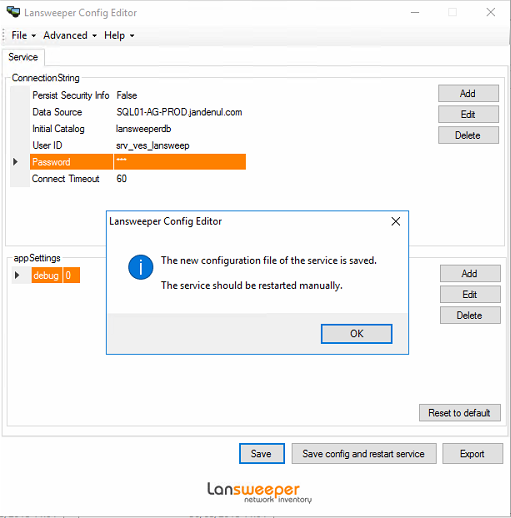 Lansweeper Config Editor
File Advanced Help
Service
ConnectionString
Persist Security Info False
Data Source SQL01-AG-PROD.jandenul.com
Initial Catalog lansweeperdb
User ID srv_ves_lansweep
Password ***
Connect Timeout 60
Add
Edit
Delete
Lansweeper Config Editor
The new configuration file of the service is saved.
The service should be restarted manually.
OK
appSettings
debug 0
Add
Edit
Delete
Reset to default
Save Save config and restart service Export
Lansweeper
network inventory